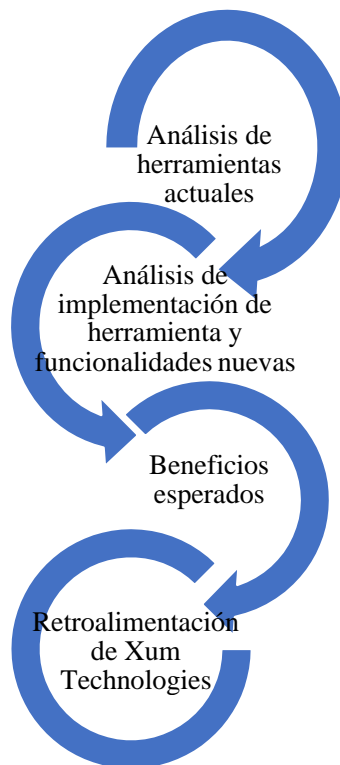 Análisis de
herramientas
actuales
Análisis de
implementación de
herramienta y
funcionalidades nuevas
Beneficios
esperados
Retroalimentación
de Xum
Technologies